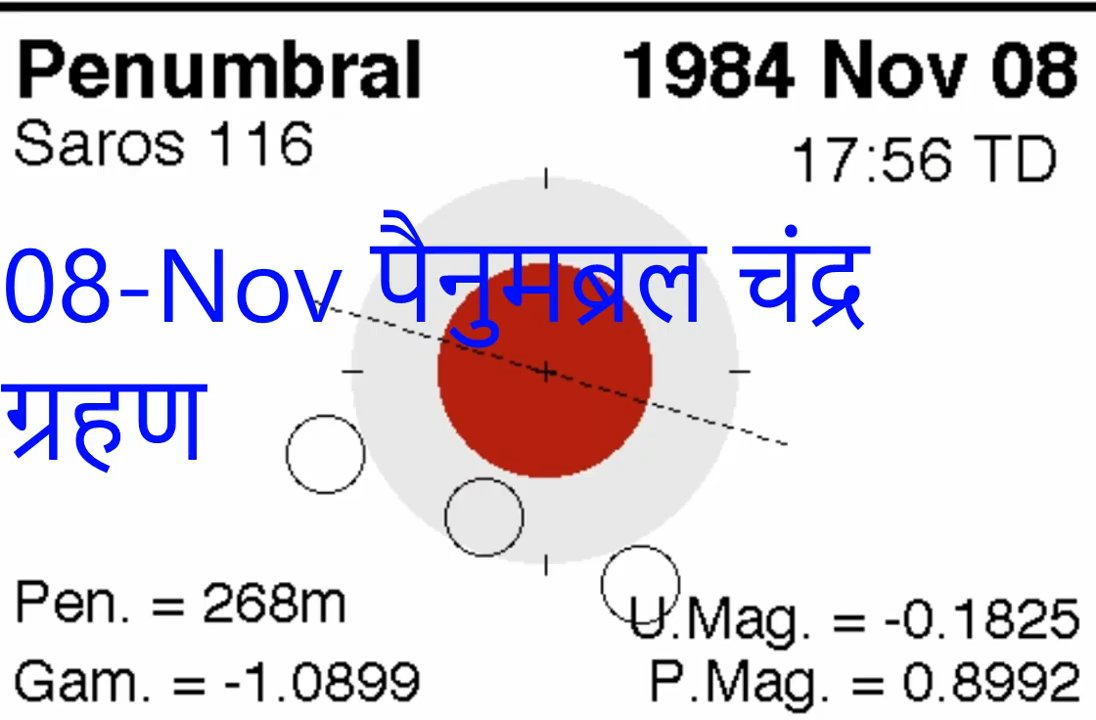 Penumbral 1984 Nov 08
Saros 116 17:56 TD
08-Nov पैनुमब्रल चंद्र
ग्रहण
Pen. = 268m U.Mag. = -0.1825
Gam. = -1.0899 P.Mag. = 0.8992